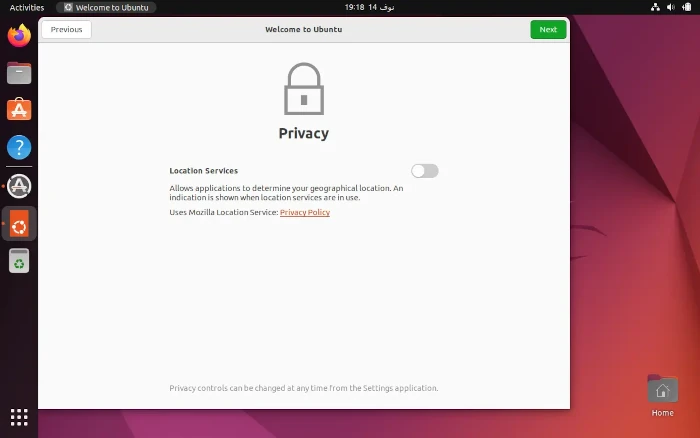 Activities
Welcome to Ubuntu
19:18 14 نوف
Previous
Welcome to Ubuntu
Next
Privacy
Location Services
Allows applications to determine your geographical location. An
indication is shown when location services are in use.
Uses Mozilla Location Service: Privacy Policy
Privacy controls can be changed at any time from the Settings application.
Home